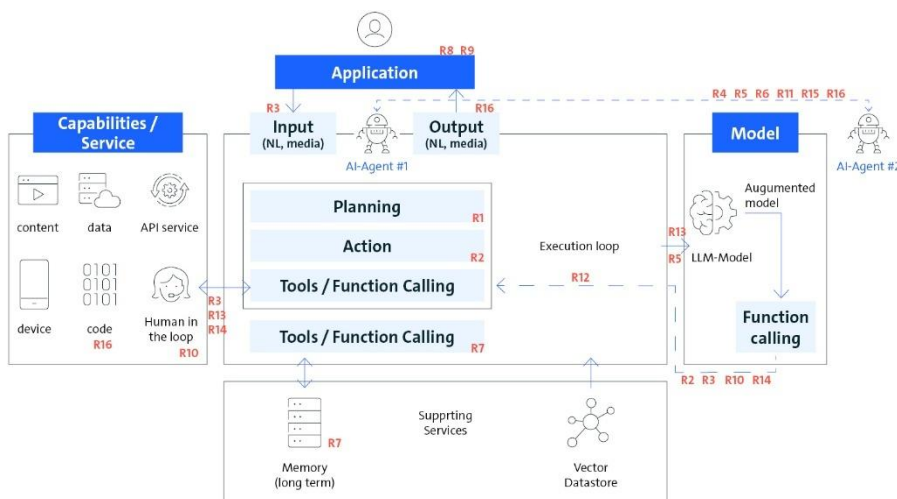 R8 R9
Application
R3
R16
R4 R5 R6 R11 R15 R16
Capabilities /
Service
Input
(NL, media)
Output
(NL, media)
AI-Agent #1
Model
AI-Agent #2
content
data
API service
device
code
R16
Human in
the loop
R10
R3
R13
R14
Planning
R1
Action
R2
Tools / Function Calling
Tools / Function Calling
R7
Execution loop
R12
R13
R5
LLM-Model
Augumented
model
Function
calling
R2 R3 R10 R14
Memory
(long term)
R7
Supprting
Services
Vector
Datastore